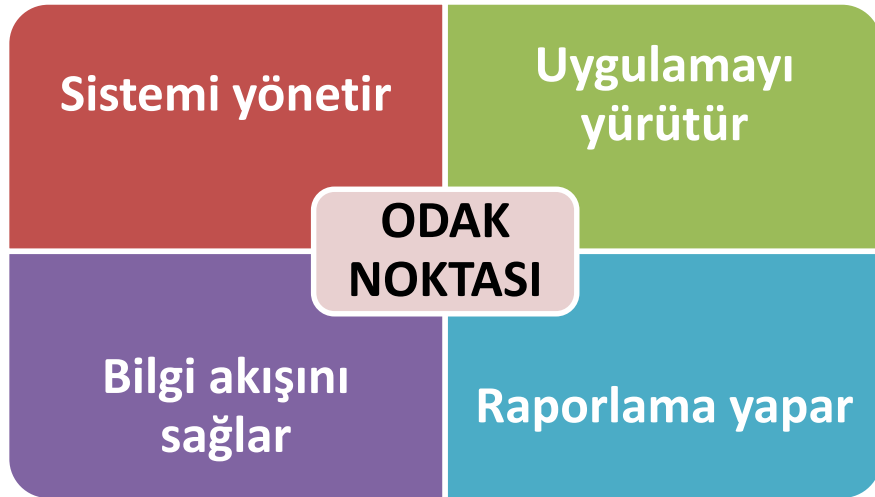 Sistemi yönetir
Uygulamayı
yürütür
ODAK
NOKTASI
Bilgi akışını
sağlar
Raporlama yapar